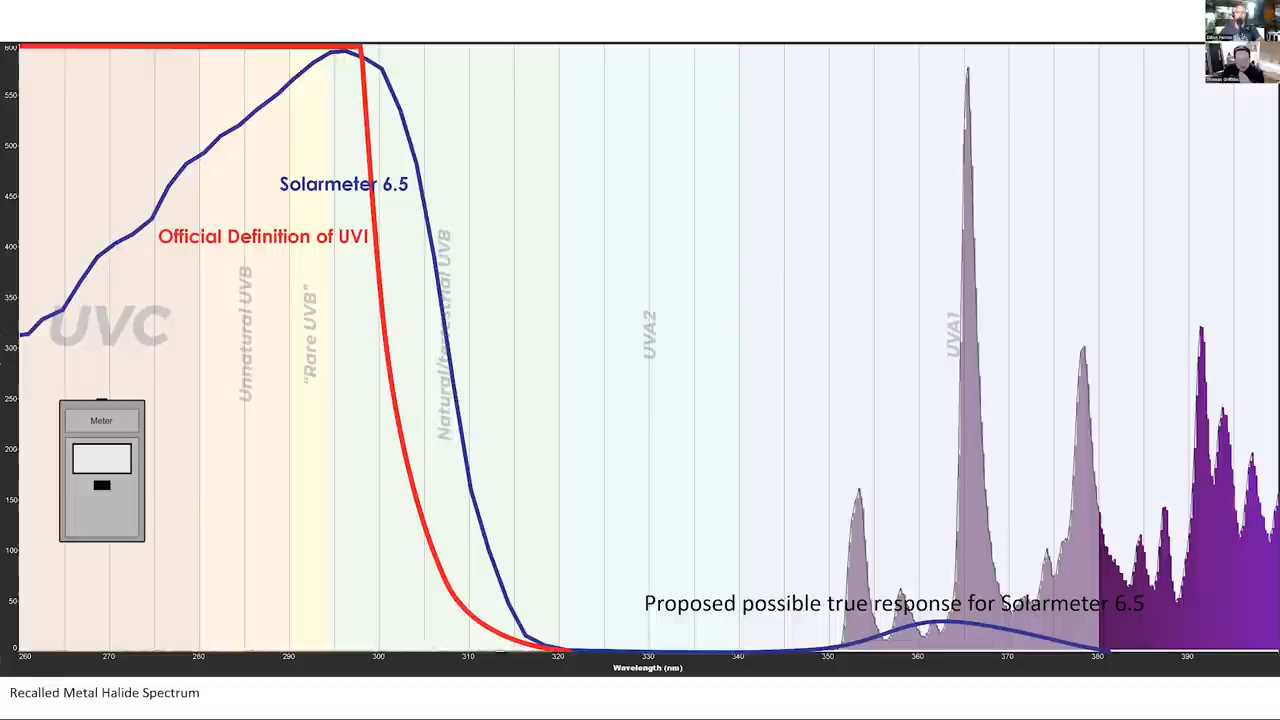 600
550
500
450
400
350
300
250
200
150
100
50
0
Solarmeter 6.5
Official Definition of UVI
UVC
Unnatural UVB
"Rare UVB"
Natural/terrestrial UVB
UVA2
UVA1
Meter
Proposed possible true response for Solarmeter 6.5
260 270 280 290 300 310 320 330 340 350 360 370 380 390
Wavelength (nm)
Recalled Metal Halide Spectrum